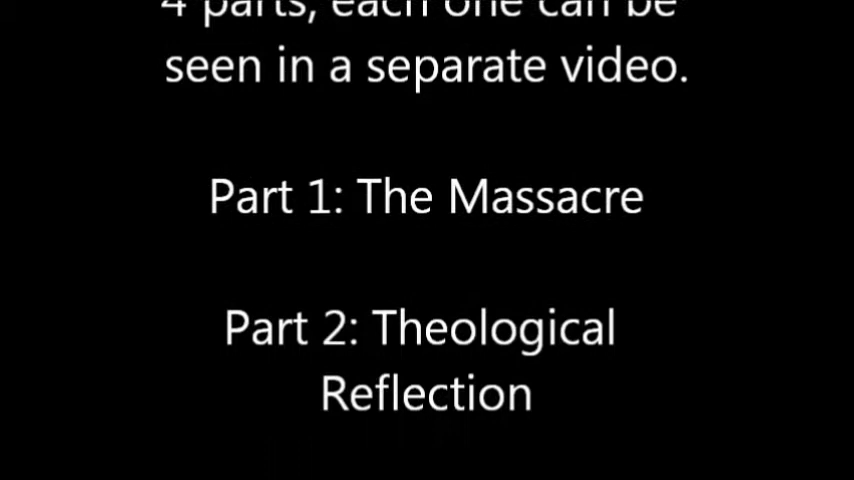 4 parts, each one can be
seen in a separate video.
Part 1: The Massacre
Part 2: Theological
Reflection